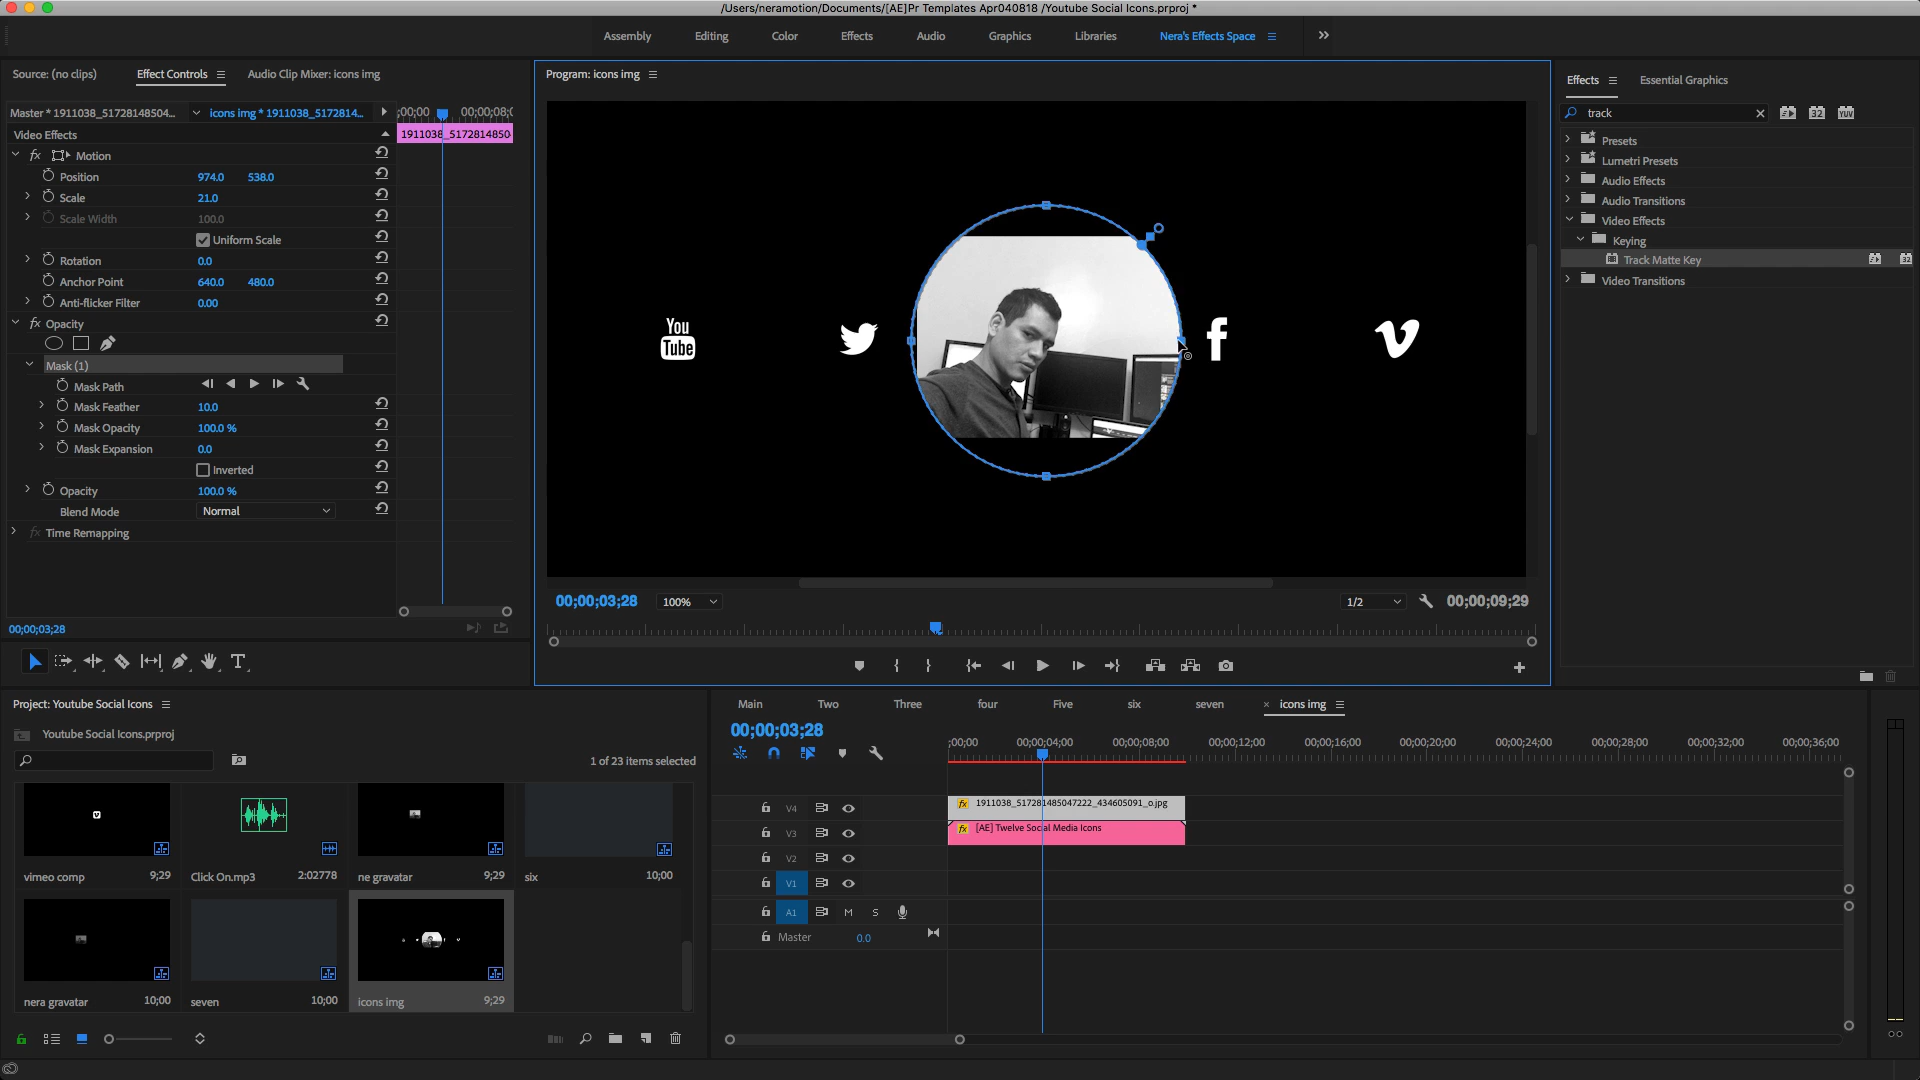 /Users/neramotion/Documents/[AE]Pr Templates Apr040818 /Youtube Social Icons.prproj *
Assembly
Editing
Color
Effects
Audio
Graphics
Libraries
Nera's Effects Space
Source: (no clips)
Effect Controls
Audio Clip Mixer: icons img
Master * 1911038_51728148504...
icons img * 1911038_5172814...
;00;00
00;00;08;0
Video Effects
1911038_5172814850
fx Motion
Position 974.0 538.0
Scale 21.0
Scale Width 100.0
Uniform Scale
Rotation 0.0
Anchor Point 640.0 480.0
Anti-flicker Filter 0.00
fx Opacity
Mask (1)
Mask Path
Mask Feather 10.0
Mask Opacity 100.0 %
Mask Expansion 0.0
Inverted
Opacity 100.0 %
Blend Mode Normal
fx Time Remapping
00;00;03;28
Program: icons img
You
Tube
00;00;03;28
100%
1/2
00;00;09;29
Effects
Essential Graphics
track
32
YUV
Presets
Lumetri Presets
Audio Effects
Audio Transitions
Video Effects
Keying
Track Matte Key
32
Video Transitions
Project: Youtube Social Icons
Youtube Social Icons.prproj
1 of 23 items selected
vimeo comp 9;29
Click On.mp3 2:02778
ne gravatar 9;29
six 10;00
nera gravatar 10;00
seven 10;00
icons img 9;29
Main
Two
Three
four
Five
six
seven
icons img
00;00;03;28
;00;00
00;00;04;00
00;00;08;00
00;00;12;00
00;00;16;00
00;00;20;00
00;00;24;00
00;00;28;00
00;00;32;00
00;00;36;00
V4
fx 1911038_517281485047222_434605091_o.jpg
V3
fx [AE] Twelve Social Media Icons
V2
V1
A1 M S
Master 0.0